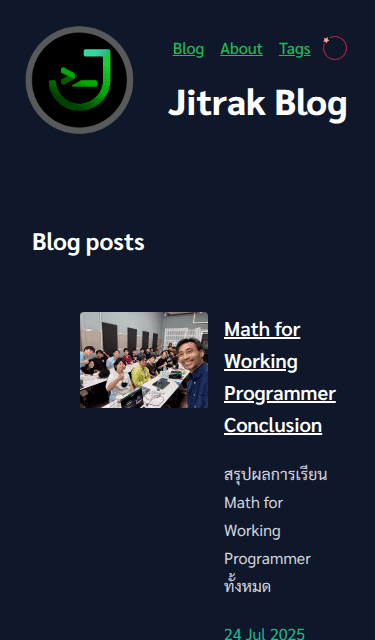 Blog About Tags
Jitrak Blog
Blog posts
Math for
Working
Programmer
Conclusion
สรุปผลการเรียน
Math for
Working
Programmer
ทั้งหมด
24 Jul 2025